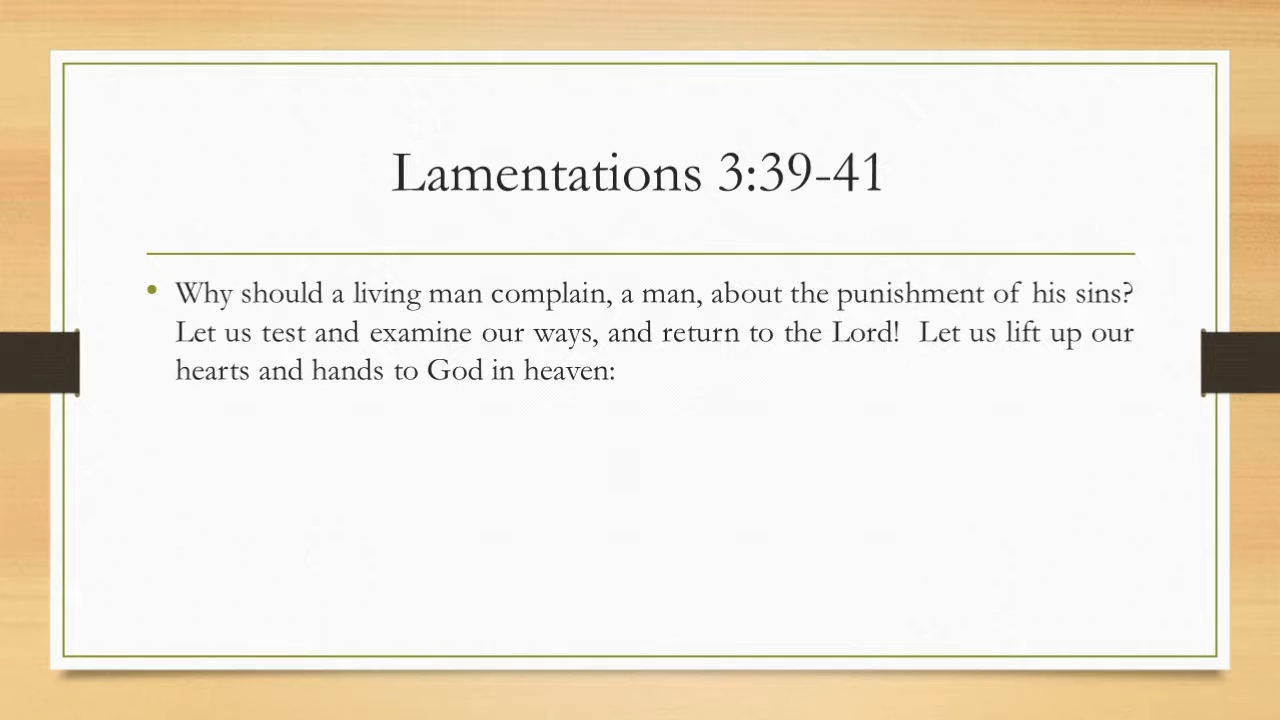 Lamentations 3:39-41
• Why should a living man complain, a man, about the punishment of his sins?
Let us test and examine our ways, and return to the Lord!  Let us lift up our
hearts and hands to God in heaven: